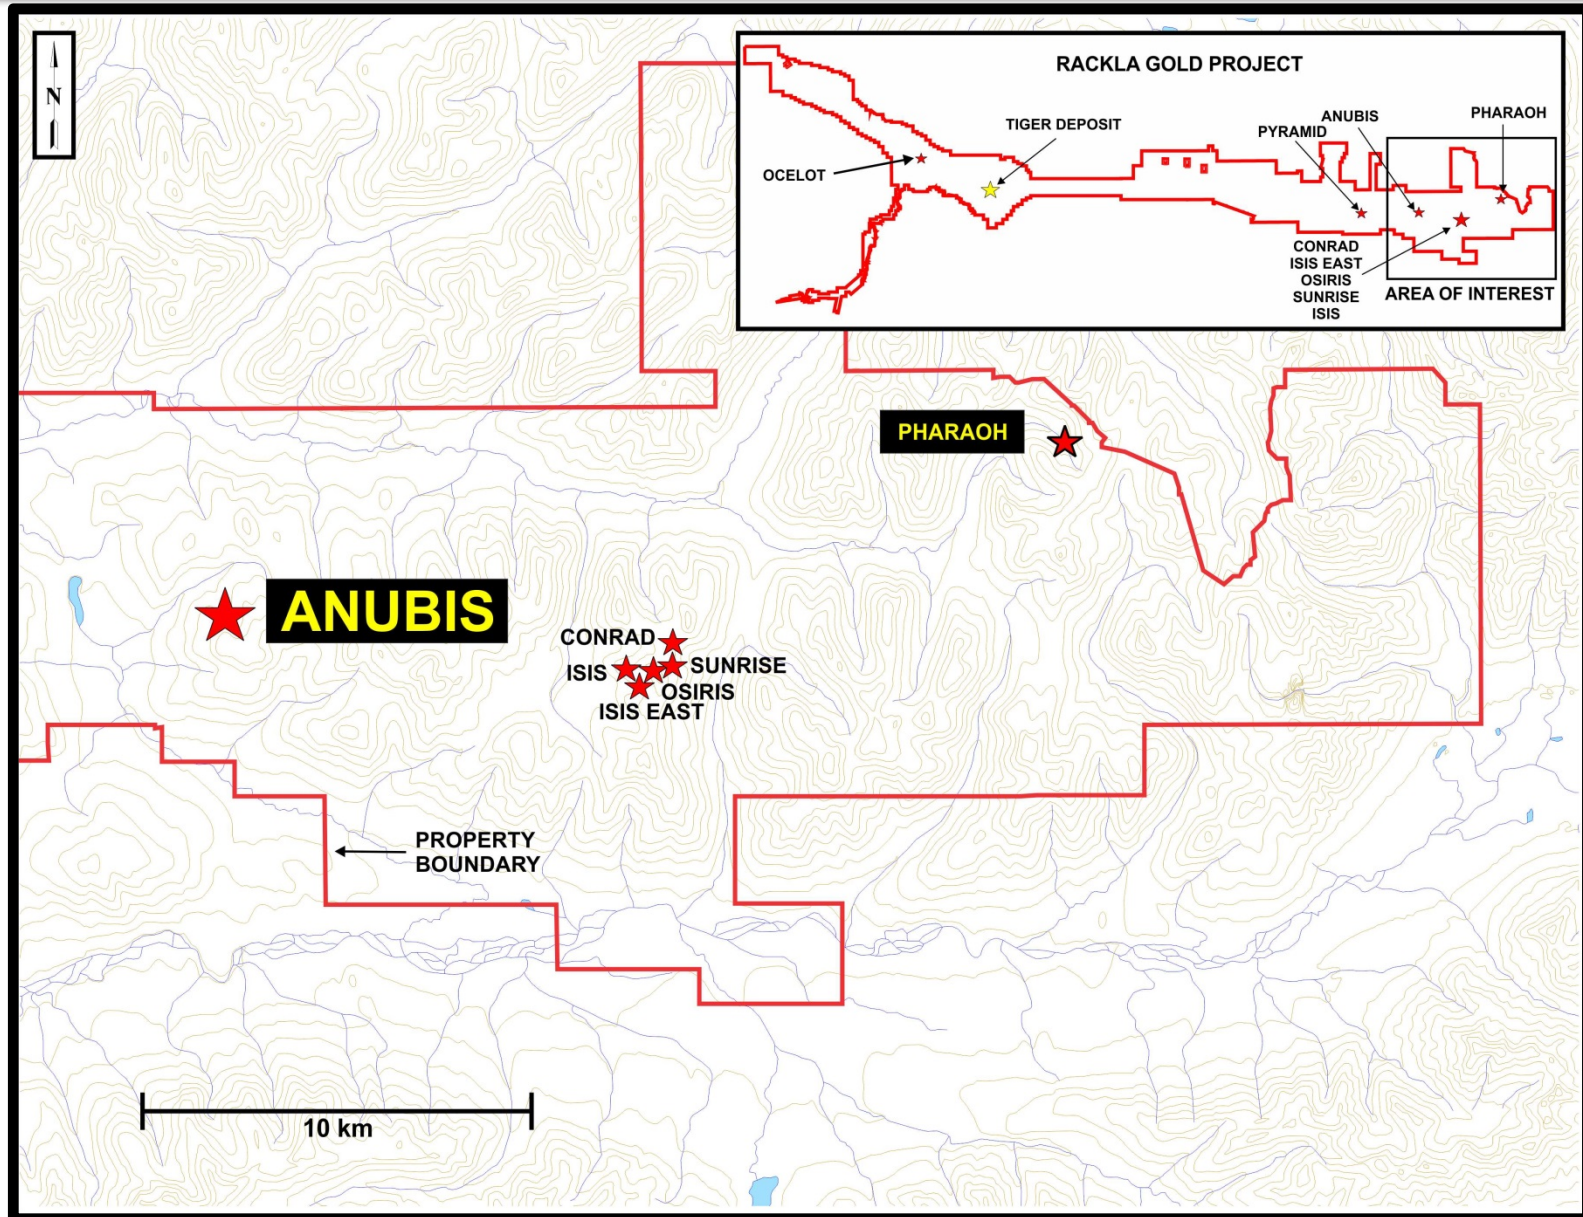 N
RACKLA GOLD PROJECT
OCELOT
TIGER DEPOSIT
PYRAMID
ANUBIS
PHARAOH
CONRAD
ISIS EAST
OSIRIS
SUNRISE
ISIS
AREA OF INTEREST
PHARAOH
ANUBIS
CONRAD
ISIS
SUNRISE
OSIRIS
ISIS EAST
PROPERTY
BOUNDARY
10 km